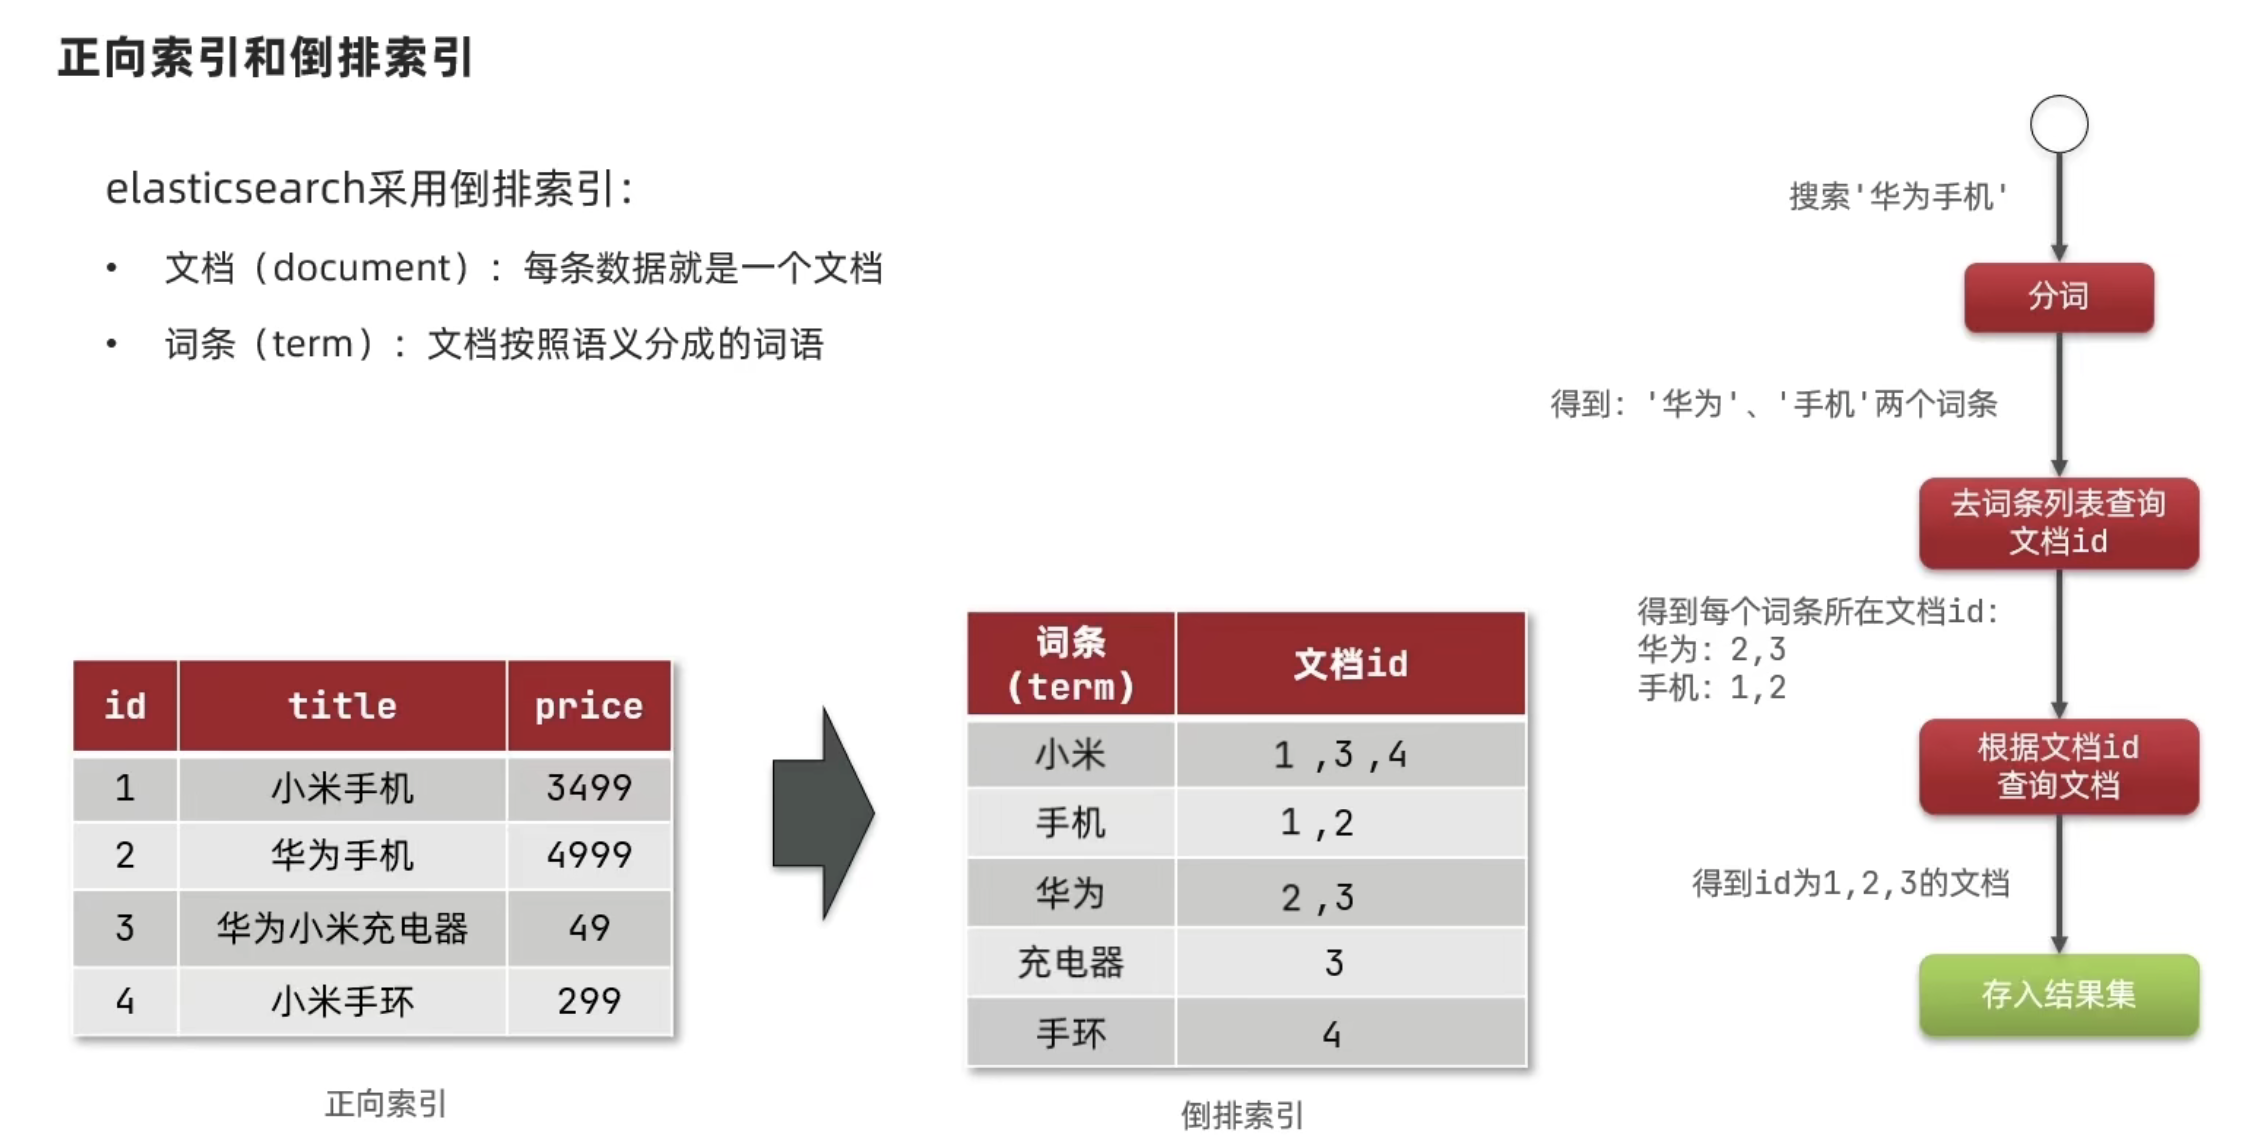 正向索引和倒排索引
elasticsearch采用倒排索引：
• 文档（document）：每条数据就是一个文档
• 词条（term）：文档按照语义分成的词语
id title price
1 小米手机 3499
2 华为手机 4999
3 华为小米充电器 49
4 小米手环 299
正向索引
词条
(term)
文档id
小米 1 ,3 ,4
手机 1 ,2
华为 2 ,3
充电器 3
手环 4
倒排索引
搜索'华为手机'
分词
得到：'华为'、'手机'两个词条
去词条列表查询
文档id
得到每个词条所在文档id：
华为：2,3
手机：1,2
根据文档id
查询文档
得到id为1,2,3的文档
存入结果集